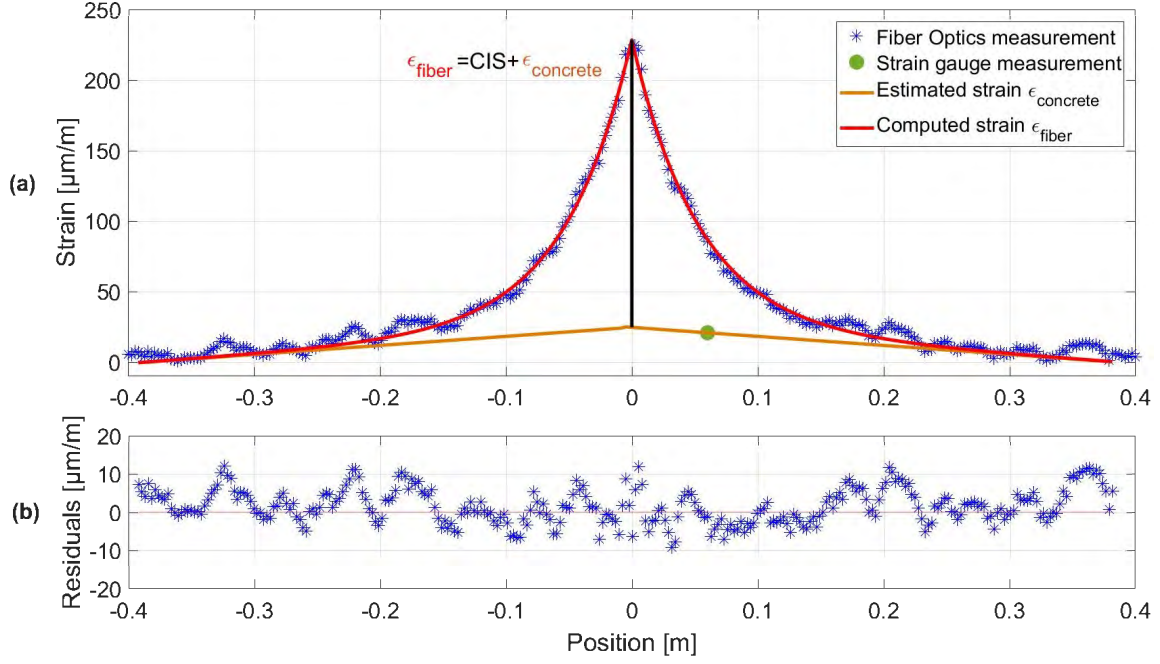 250
200
150
100
50
0
Strain [µm/m]
(a)
ϵfiber=CIS+ϵconcrete
Fiber Optics measurement
Strain gauge measurement
Estimated strain ϵconcrete
Computed strain ϵfiber
-0.4 -0.3 -0.2 -0.1 0 0.1 0.2 0.3 0.4
20
10
0
-10
-20
Residuals [µm/m]
(b)
-0.4 -0.3 -0.2 -0.1 0 0.1 0.2 0.3 0.4
Position [m]